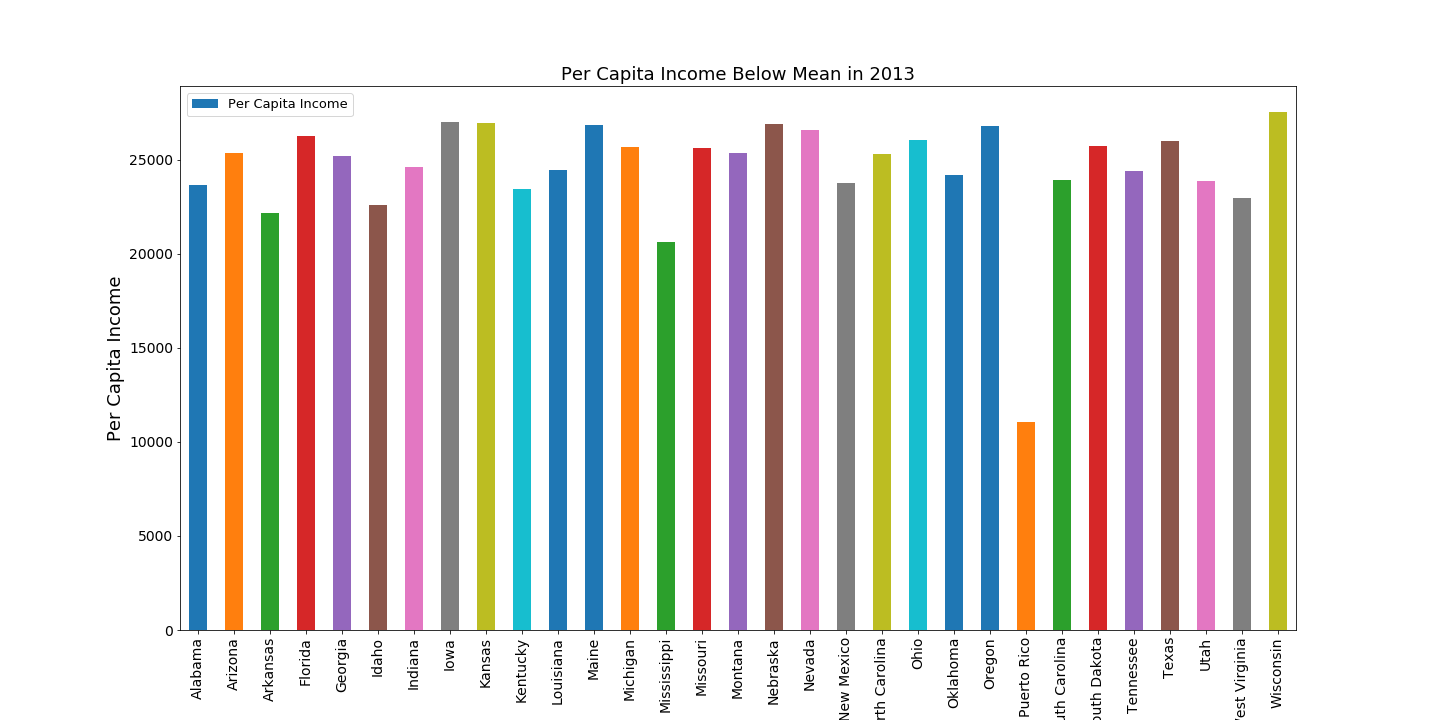 Per Capita Income Below Mean in 2013
Per Capita Income
Per Capita Income
25000
20000
15000
10000
5000
0
Alabama
Arizona
Arkansas
Florida
Georgia
Idaho
Indiana
Iowa
Kansas
Kentucky
Louisiana
Maine
Michigan
Mississippi
Missouri
Montana
Nebraska
Nevada
New Mexico
rth Carolina
Ohio
Oklahoma
Oregon
Puerto Rico
uth Carolina
outh Dakota
Tennessee
Texas
Utah
est Virginia
Wisconsin